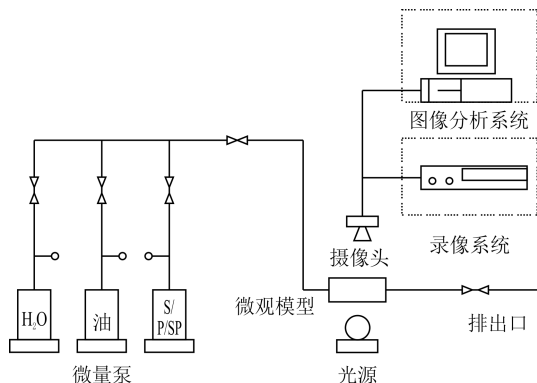 图像分析系统
录像系统
摄像头
微观模型
排出口
H₂O
油
S/
P/SP
微量泵
光源